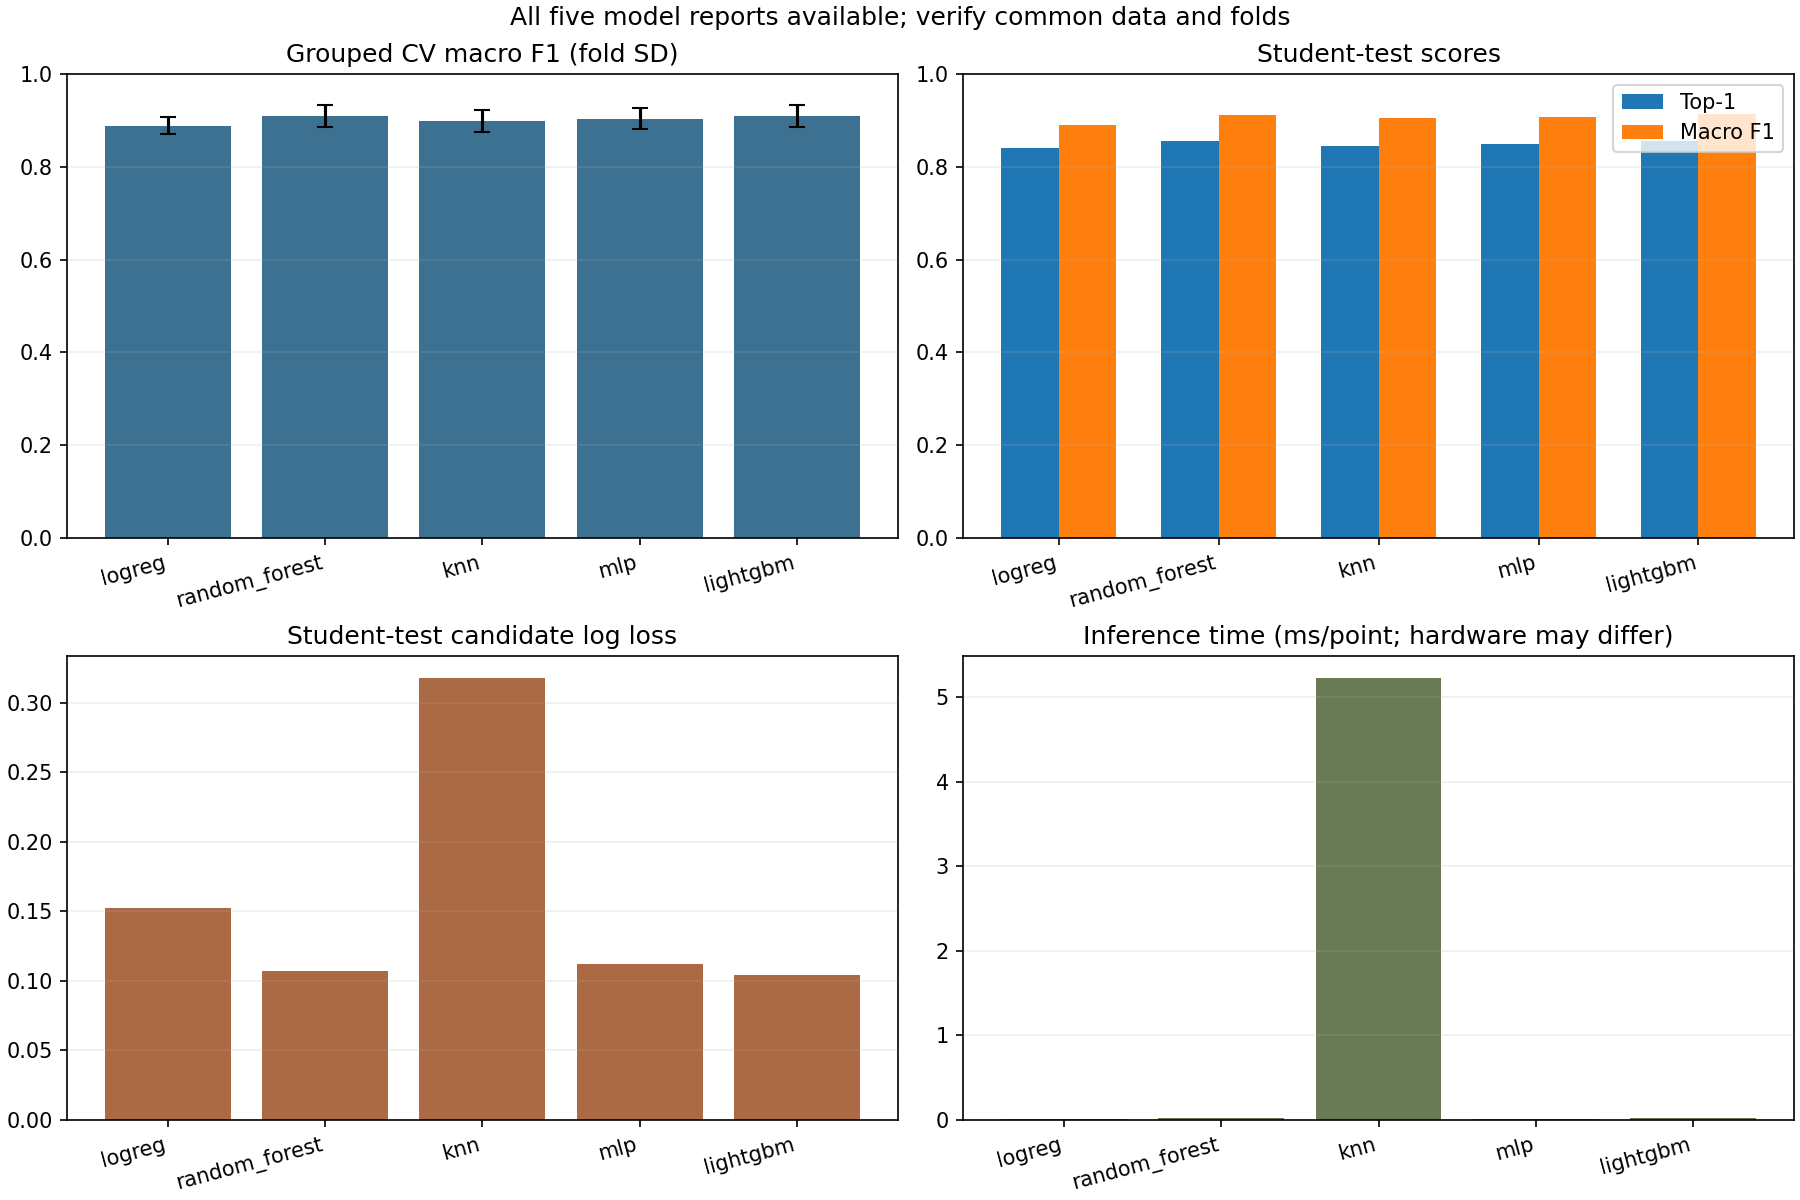 All five model reports available; verify common data and folds
Grouped CV macro F1 (fold SD)
1.0
0.8
0.6
0.4
0.2
0.0
logreg
random_forest
knn
mlp
lightgbm
Student-test scores
Top-1
Macro F1
1.0
0.8
0.6
0.4
0.2
0.0
logreg
random_forest
knn
mlp
lightgbm
Student-test candidate log loss
0.30
0.25
0.20
0.15
0.10
0.05
0.00
logreg
random_forest
knn
mlp
lightgbm
Inference time (ms/point; hardware may differ)
5
4
3
2
1
0
logreg
random_forest
knn
mlp
lightgbm